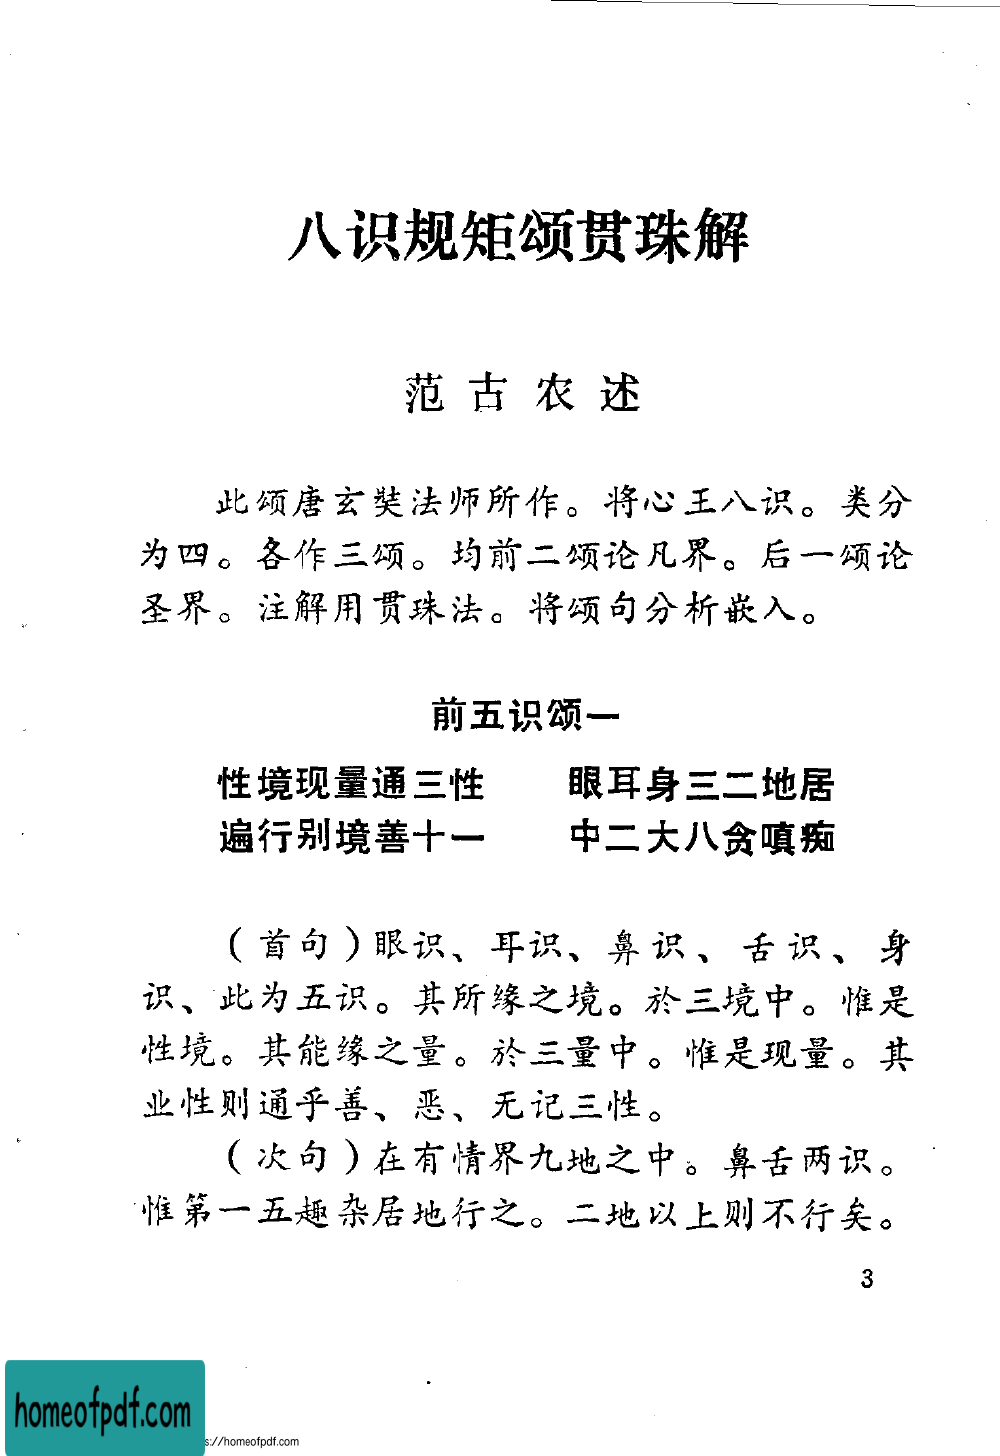 八识规矩颂贯珠解
范古农述
此颂唐玄奘法师所作。将心王八识。类分
为四。各作三颂。均前二颂论凡界。后一颂论
圣界。注解用贯珠法。将颂句分析嵌入。
前五识颂一
性境现量通三性　　眼耳身三二地居
遍行别境善十一　　中二大八贪嗔痴
（首句）眼识、耳识、鼻识、舌识、身
识、此为五识。其所缘之境。於三境中。惟是
性境。其能缘之量。於三量中。惟是现量。其
业性则通乎善、恶、无记三性。
（次句）在有情界九地之中。鼻舌两识。
惟第一五趣杂居地行之。二地以上则不行矣。
3
homeofpdf.com
s://homeofpdf.com